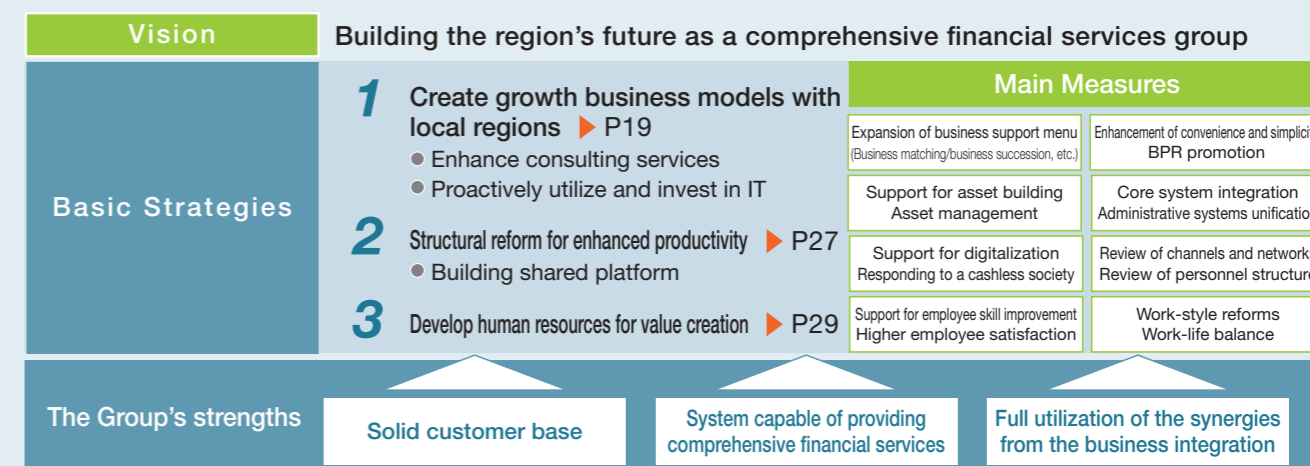 Vision
Building the region's future as a comprehensive financial services group
Basic Strategies
1
Create growth business models with
local regions ▶ P19
● Enhance consulting services
● Proactively utilize and invest in IT
2
Structural reform for enhanced productivity ▶ P27
● Building shared platform
3
Develop human resources for value creation ▶ P29
Main Measures
Expansion of business support menu
(Business matching/business succession, etc.)
Enhancement of convenience and
BPR promotion
Support for asset building
Asset management
Core system integration
Administrative systems
Support for digitalization
Responding to a cashless society
Review of channels and
Review of personnel
Support for employee skill improvement
Higher employee satisfaction
Work-style reforms
Work-life balance
The Group's strengths
Solid customer base
System capable of providing
comprehensive financial services
Full utilization of the synergies
from the business integration